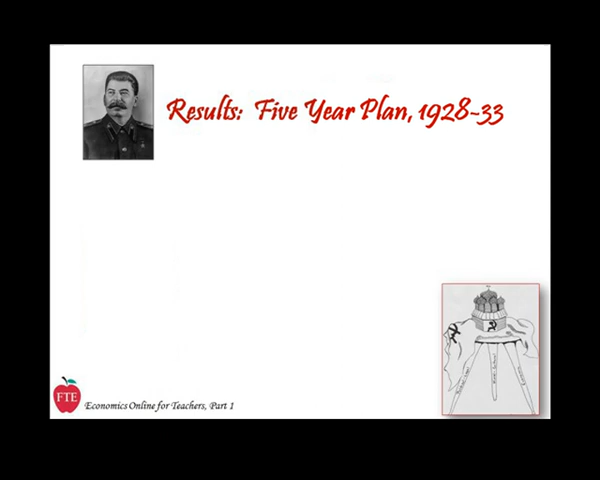 Results: Five Year Plan, 1928-33
FTE
Economics Online for Teachers, Part 1